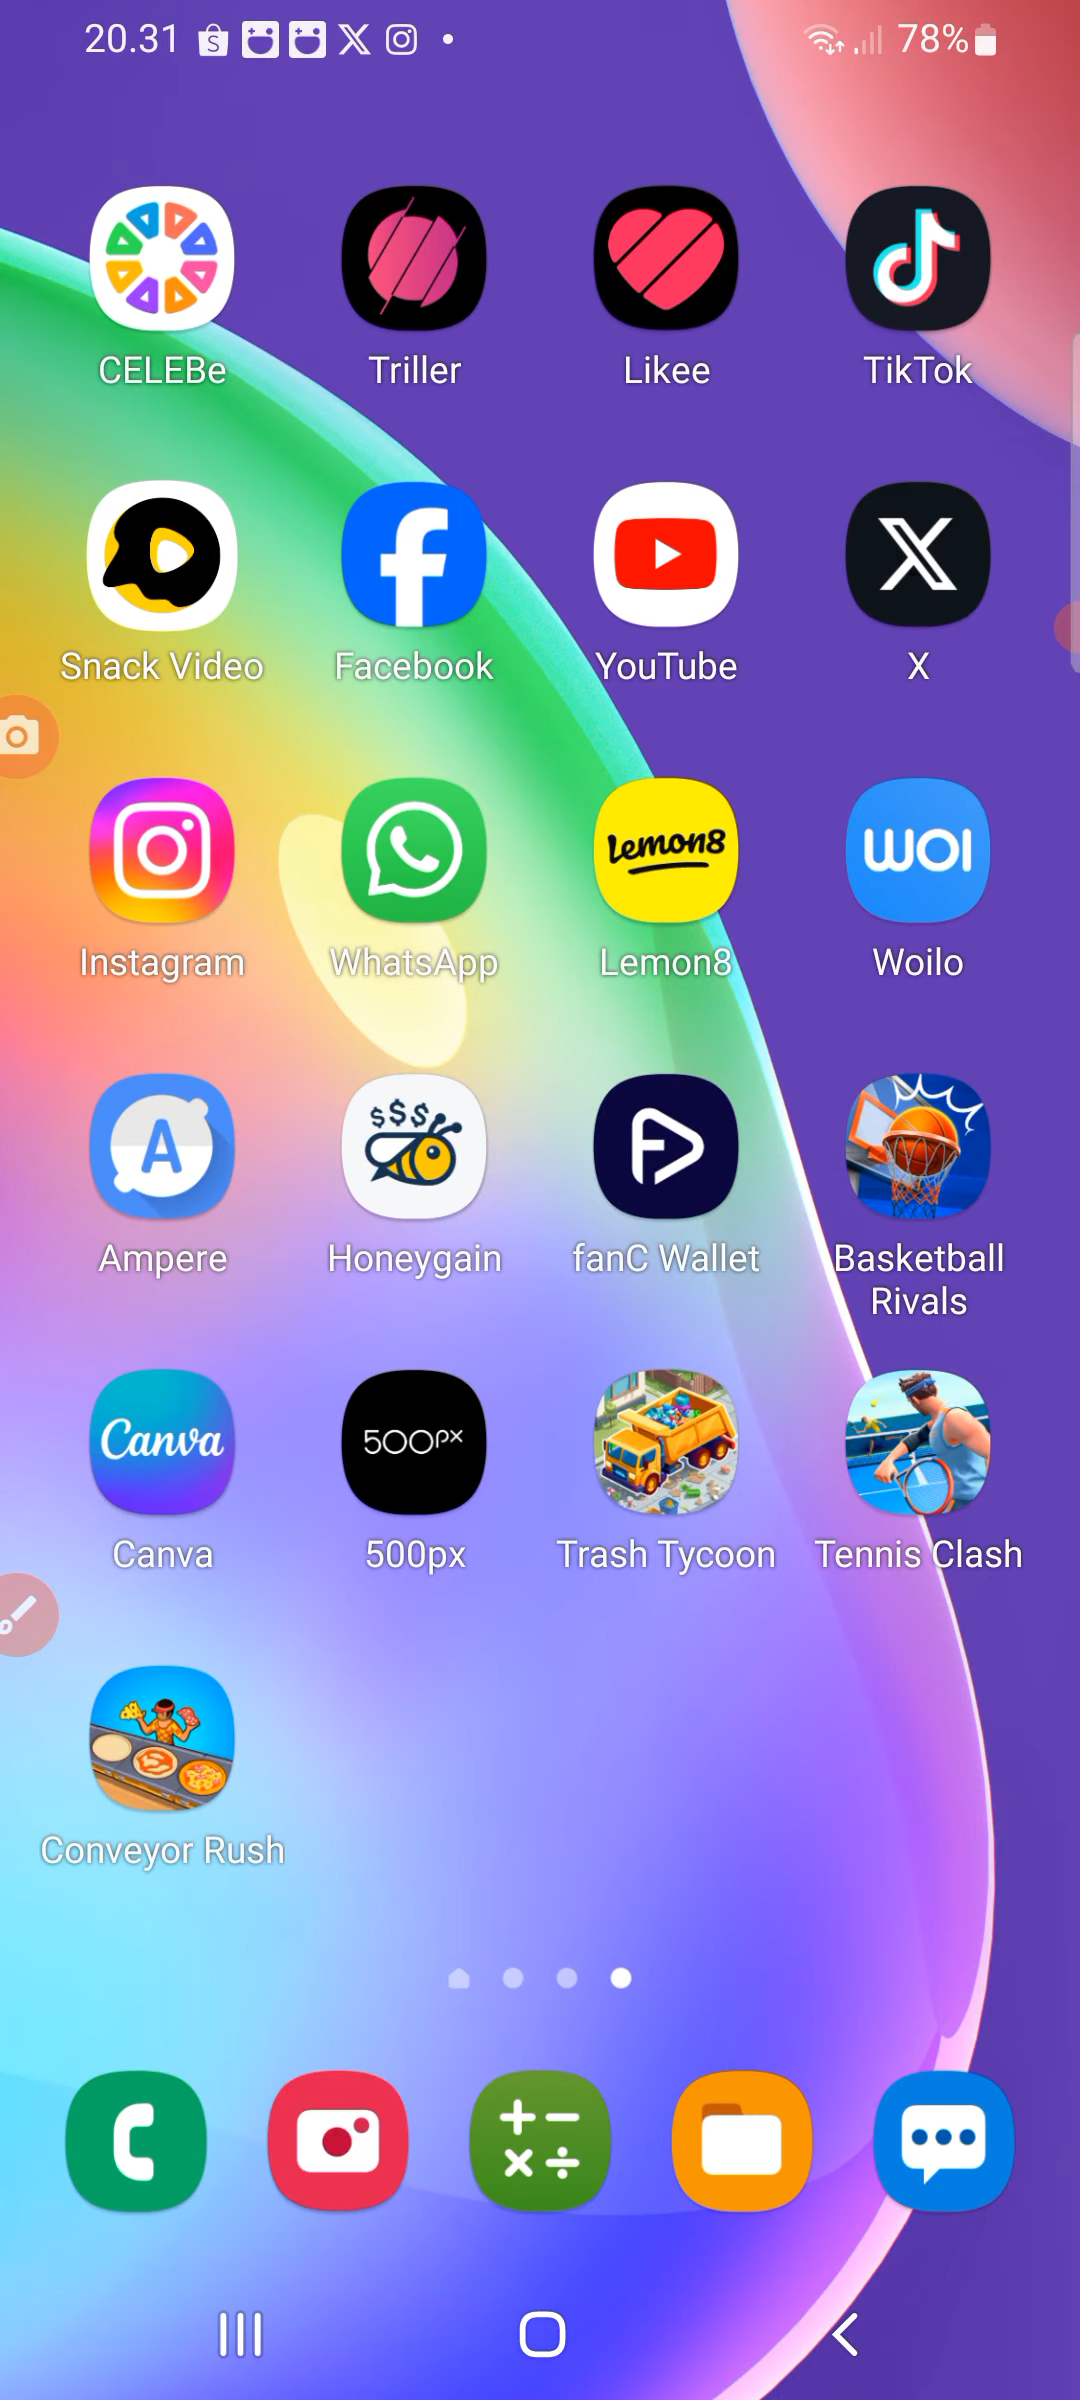 20.31
78%
CELEBe
Triller
Likee
TikTok
Snack Video
Facebook
YouTube
X
Lemon8
WOI
Instagram
WhatsApp
Lemon8
Woilo
A
$$$
Ampere
Honeygain
fanC Wallet
Basketball
Rivals
Canva
500px
Canva
500px
Trash Tycoon
Tennis Clash
Conveyor Rush